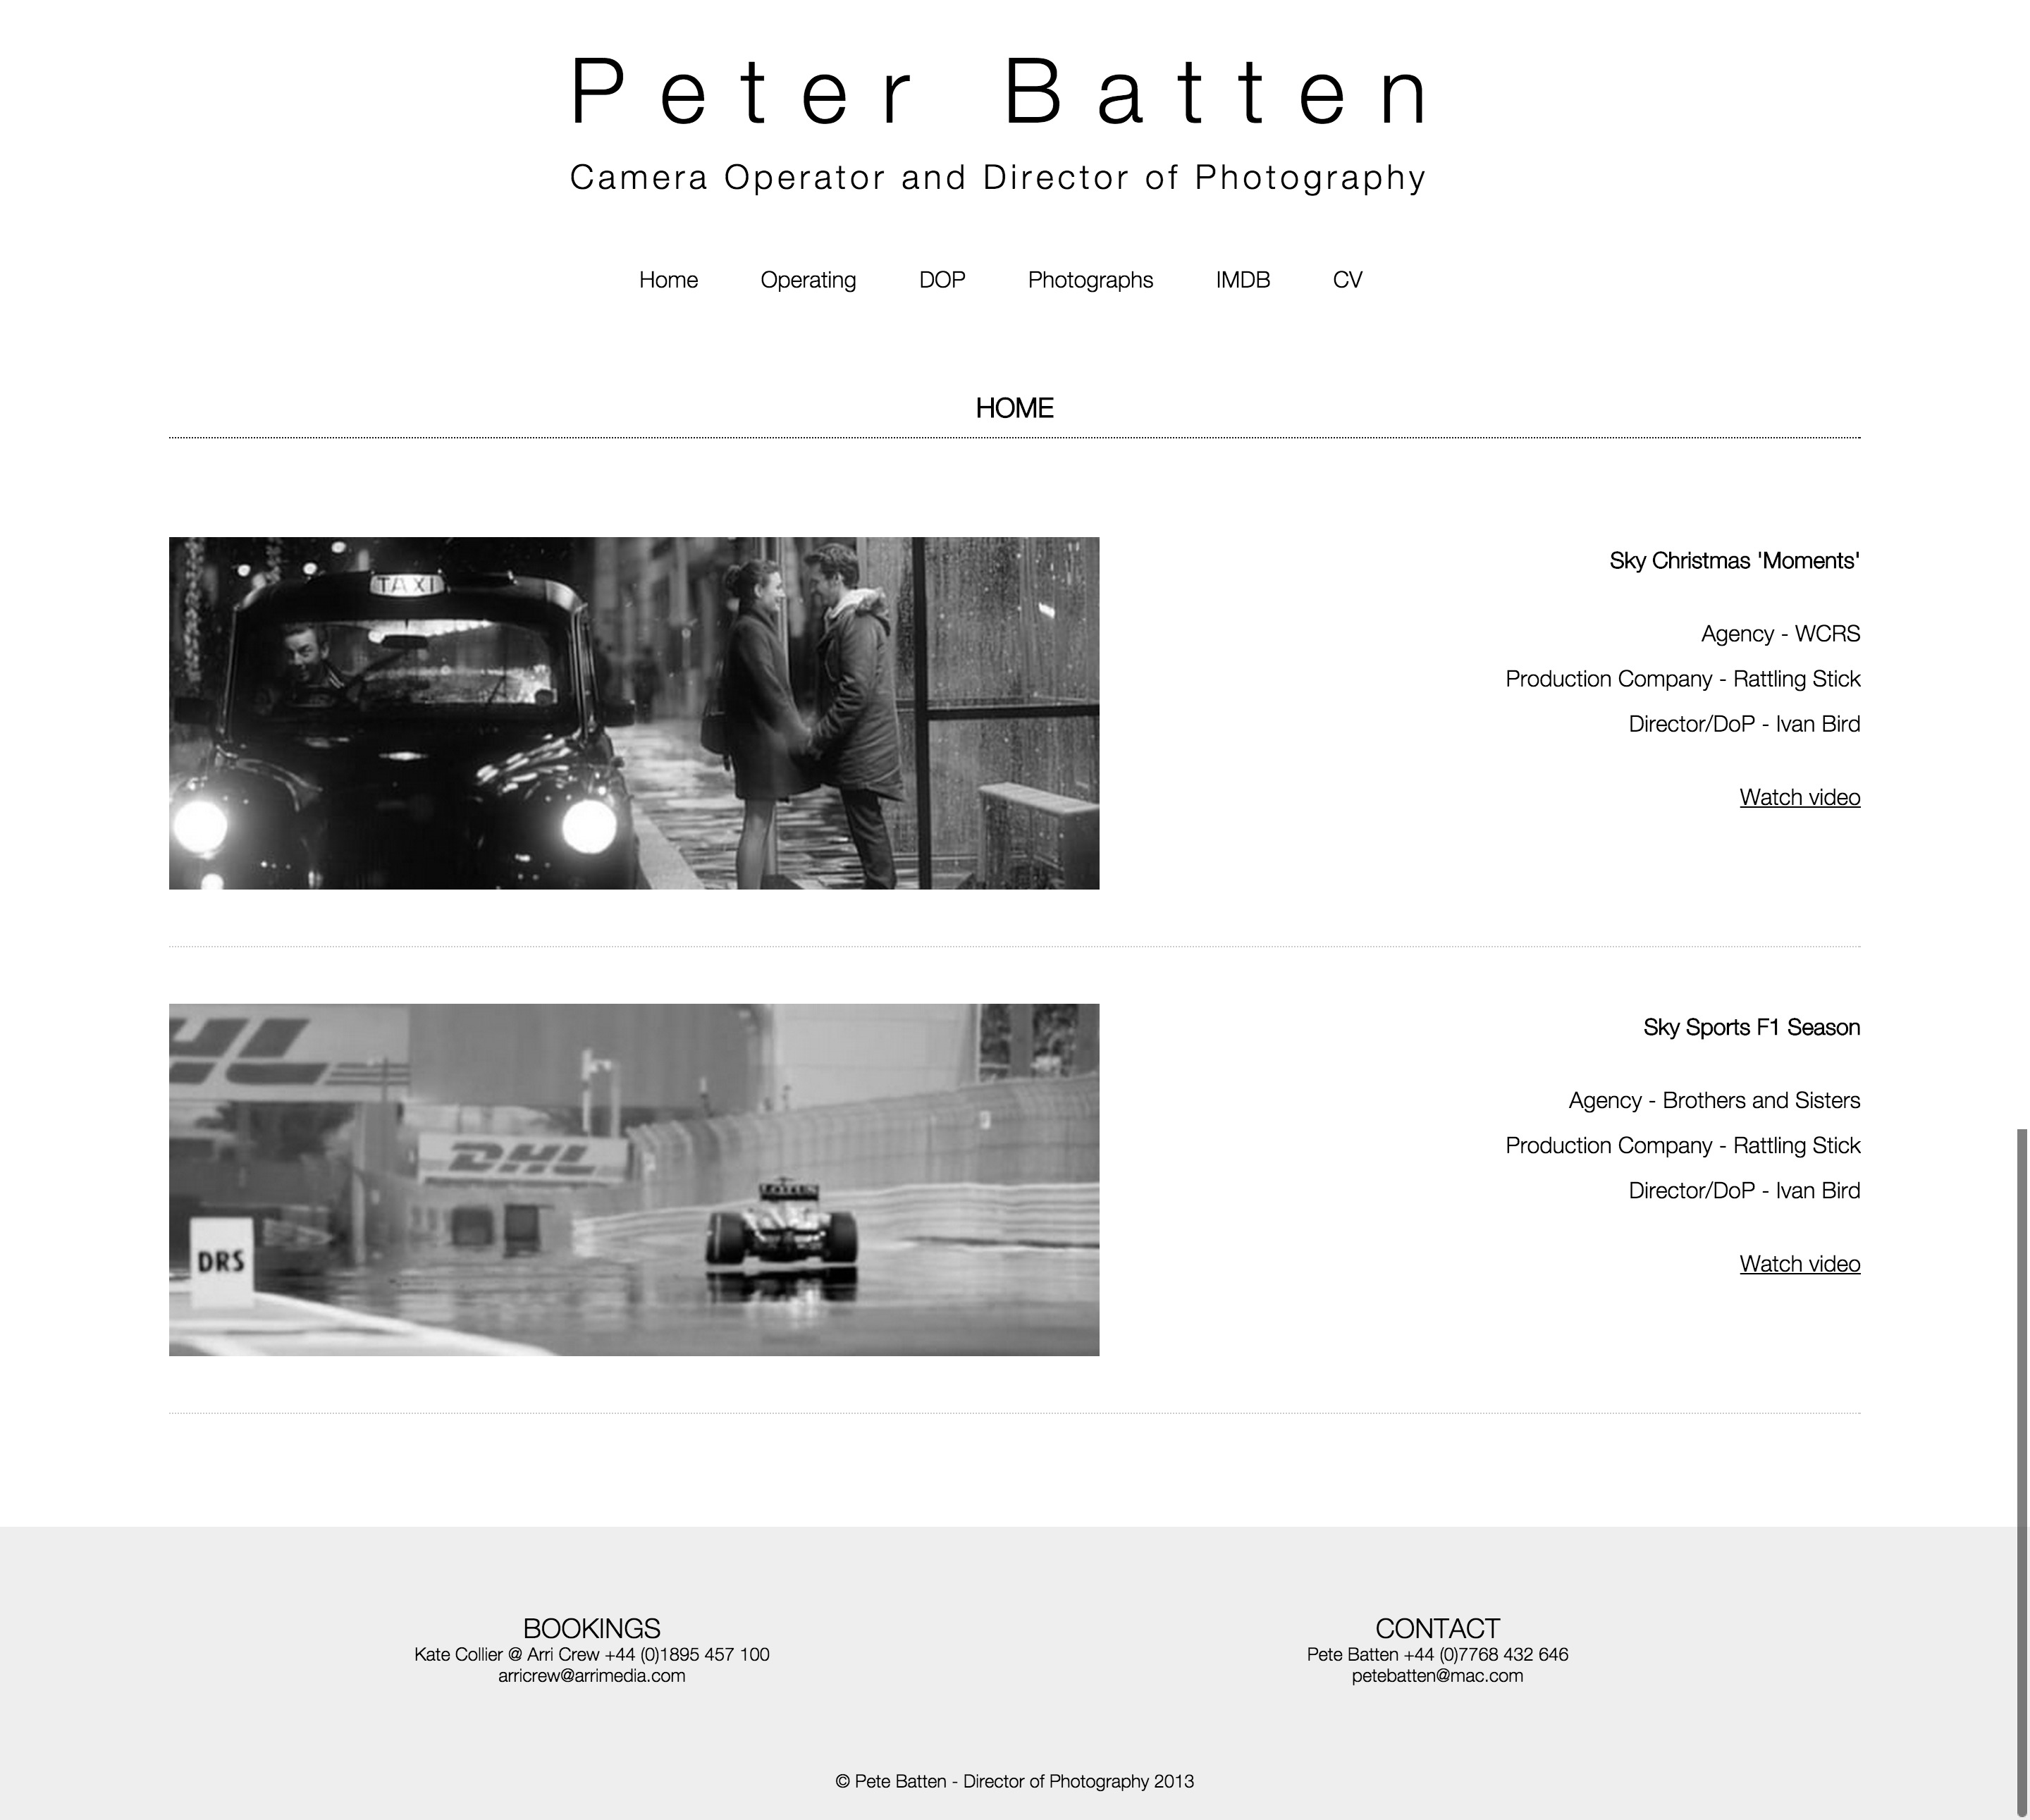 Peter Batten
Camera Operator and Director of Photography
Home Operating DOP Photographs IMDB CV
HOME
TAXI
Sky Christmas 'Moments'
Agency - WCRS
Production Company - Rattling Stick
Director/DoP - Ivan Bird
Watch video
DHL
LOTUS
DRS
Sky Sports F1 Season
Agency - Brothers and Sisters
Production Company - Rattling Stick
Director/DoP - Ivan Bird
Watch video
BOOKINGS
Kate Collier @ Arri Crew +44 (0)1895 457 100
arricrew@arrimedia.com
CONTACT
Pete Batten +44 (0)7768 432 646
petebatten@mac.com
© Pete Batten - Director of Photography 2013